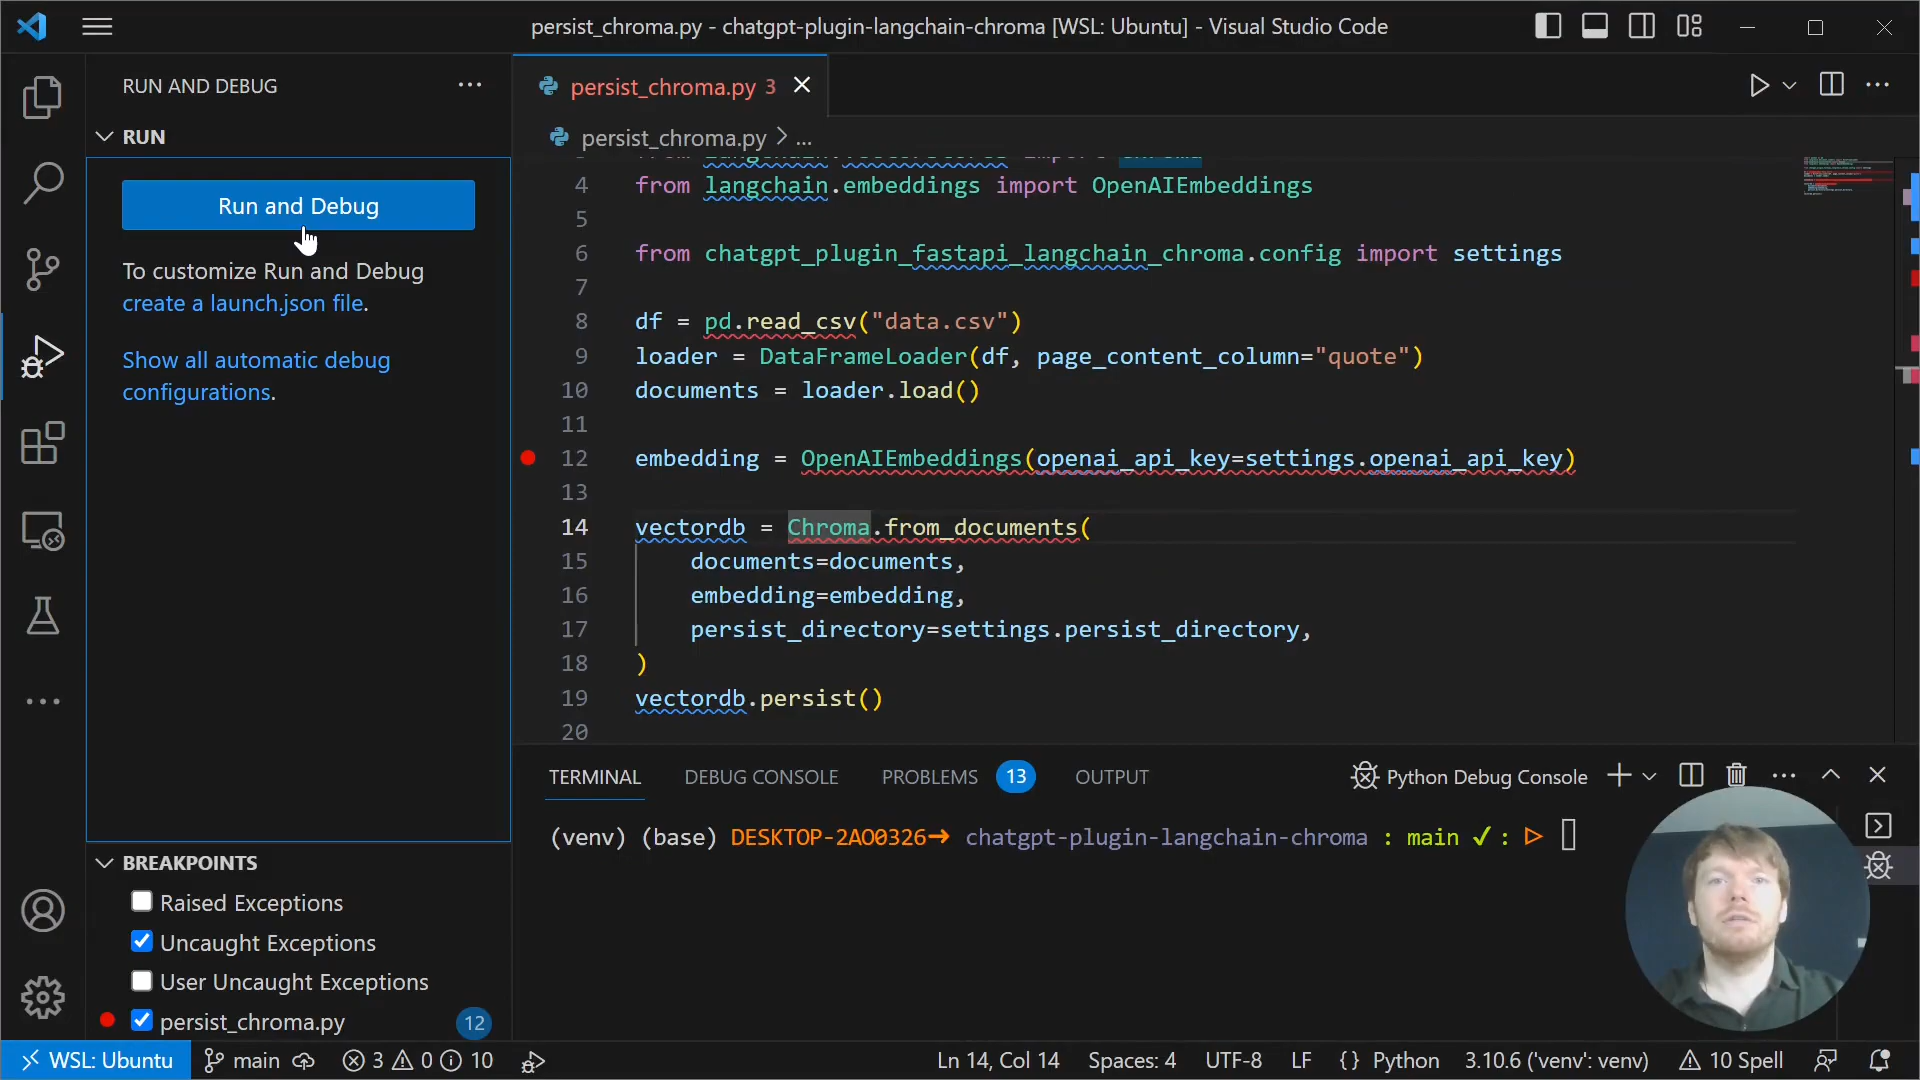 persist_chroma.py - chatgpt-plugin-langchain-chroma [WSL: Ubuntu] - Visual Studio Code
RUN AND DEBUG
RUN
Run and Debug
To customize Run and Debug
create a launch.json file.
Show all automatic debug
configurations.
persist_chroma.py 3
persist_chroma.py > ...
4 from langchain.embeddings import OpenAIEmbeddings
5
6 from chatgpt_plugin_fastapi_langchain_chroma.config import settings
7
8 df = pd.read_csv("data.csv")
9 loader = DataFrameLoader(df, page_content_column="quote")
10 documents = loader.load()
11
12 embedding = OpenAIEmbeddings(openai_api_key=settings.openai_api_key)
13
14 vectordb = Chroma.from_documents(
15 documents=documents,
16 embedding=embedding,
17 persist_directory=settings.persist_directory,
18 )
19 vectordb.persist()
20
TERMINAL DEBUG CONSOLE PROBLEMS 13 OUTPUT Python Debug Console
(venv) (base) DESKTOP-2AO0326➜ chatgpt-plugin-langchain-chroma : main ✓ : ▷
BREAKPOINTS
Raised Exceptions
Uncaught Exceptions
User Uncaught Exceptions
persist_chroma.py 12
WSL: Ubuntu main 3 0 10 Ln 14, Col 14 Spaces: 4 UTF-8 LF {} Python 3.10.6 ('venv': venv) 10 Spell